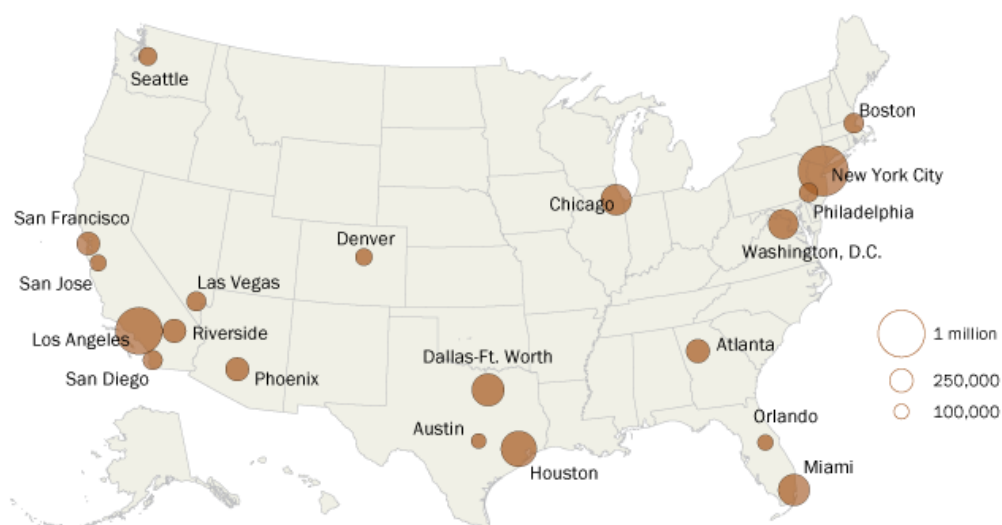 Seattle
Boston
New York City
Chicago
Philadelphia
San Francisco
Denver
Washington, D.C.
San Jose
Las Vegas
Los Angeles
Riverside
1 million
Dallas-Ft. Worth
Atlanta
San Diego
Phoenix
250,000
100,000
Orlando
Austin
Miami
Houston